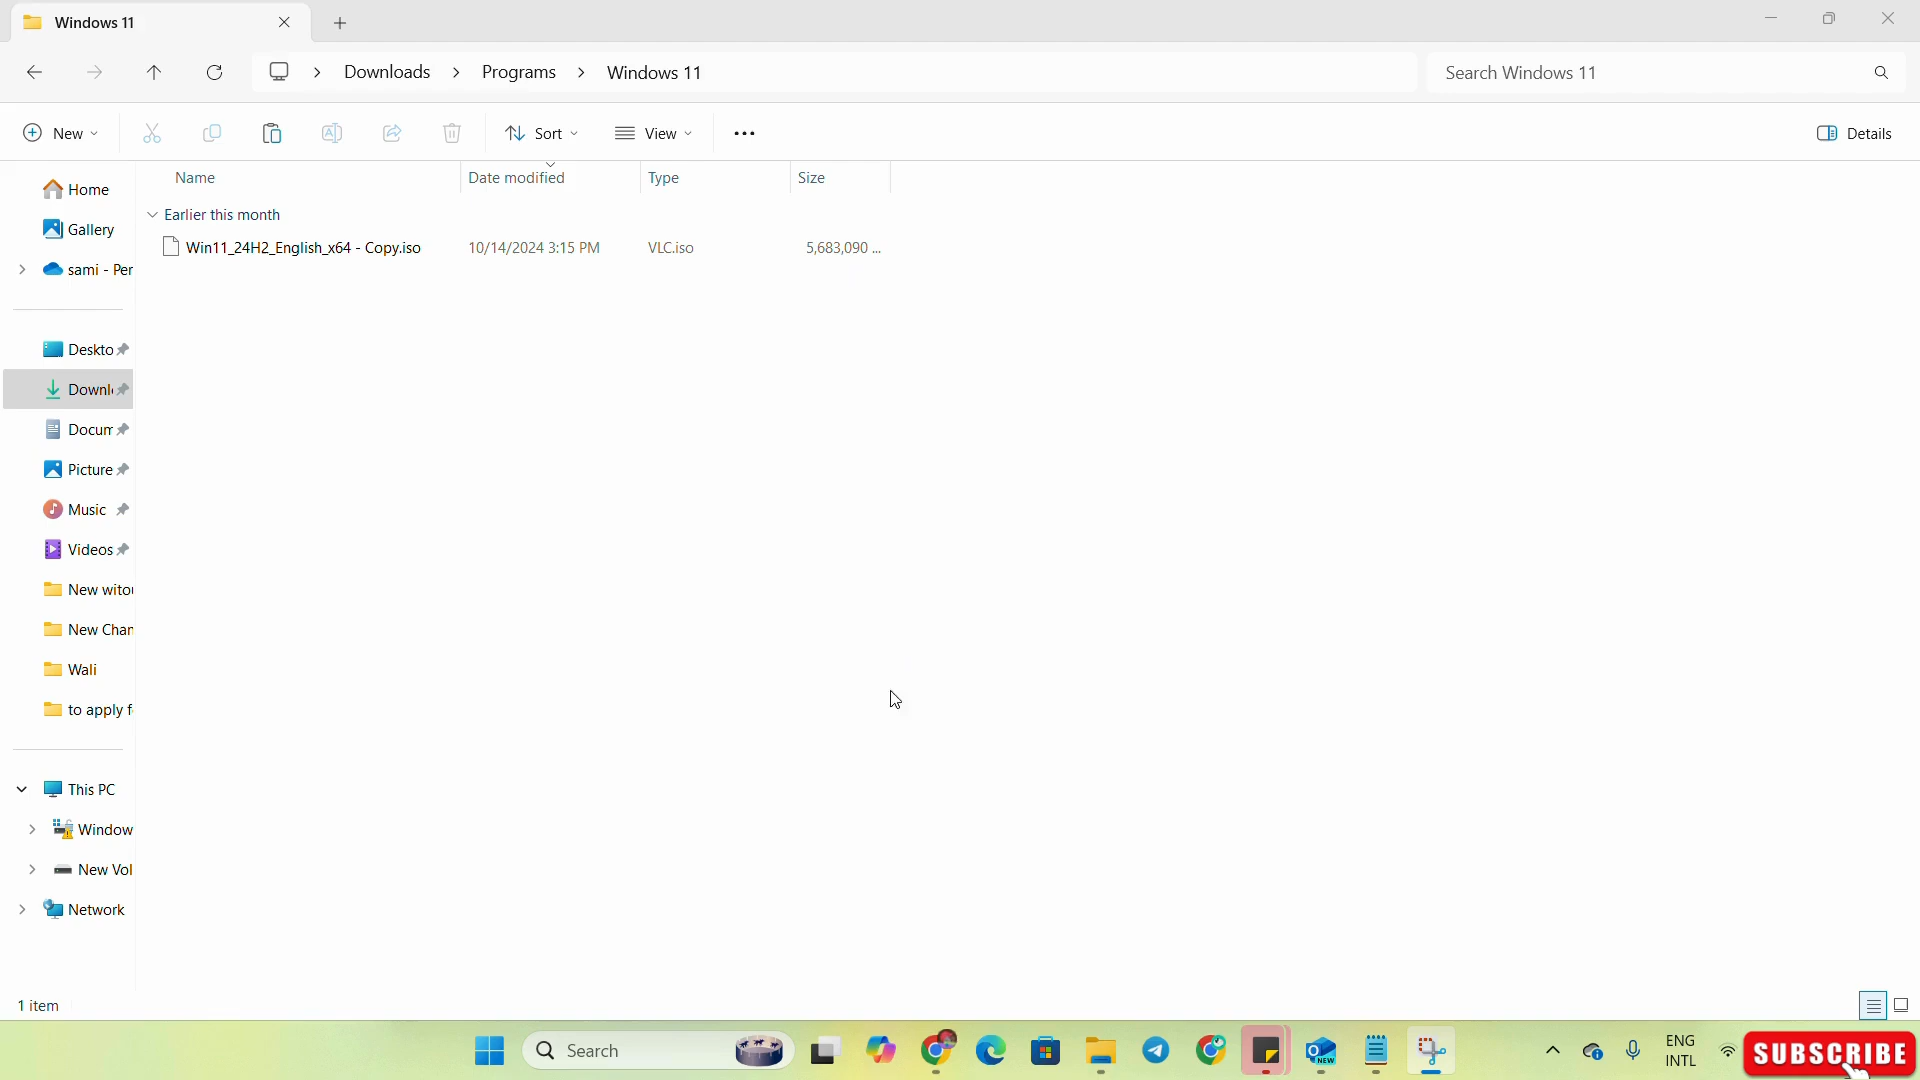 Windows 11
Downloads > Programs > Windows 11
Search Windows 11
New
Sort
View
Details
Name
Date modified
Type
Size
Earlier this month
Win11_24H2_English_x64 - Copy.iso
10/14/2024 3:15 PM
VLC.iso
5,683,090 ...
Home
Gallery
sami - Per
Deskto
Downl
Docum
Picture
Music
Videos
New wito
New Chan
Wali
to apply f
This PC
Window
New Vol
Network
1 item
Search
NEW
ENG
INTL
SUBSCRIBE